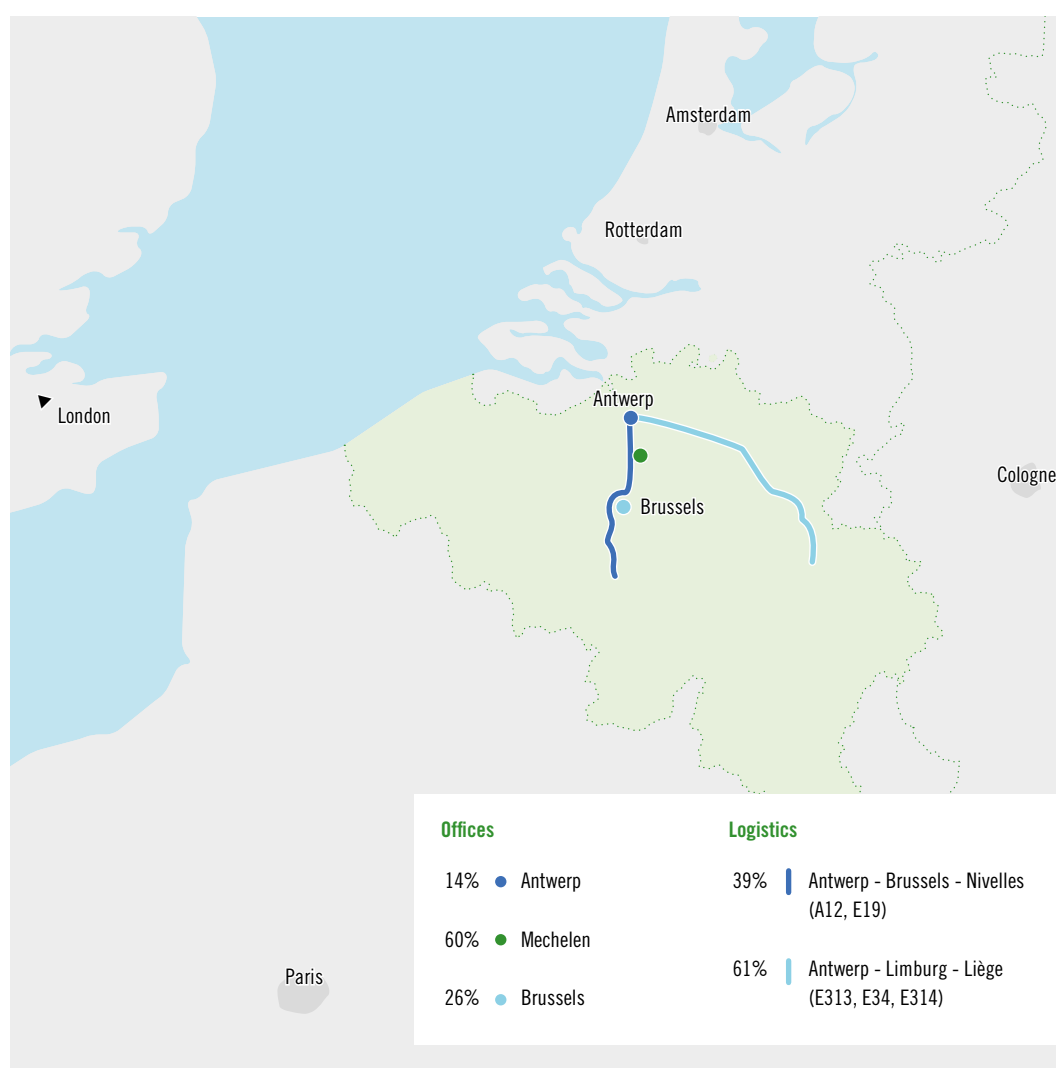 Amsterdam
Rotterdam
Antwerp
London
Cologne
Brussels
Offices
14% Antwerp
60% Mechelen
26% Brussels
Logistics
39% Antwerp - Brussels - Nivelles
(A12, E19)
61% Antwerp - Limburg - Liège
(E313, E34, E314)
Paris